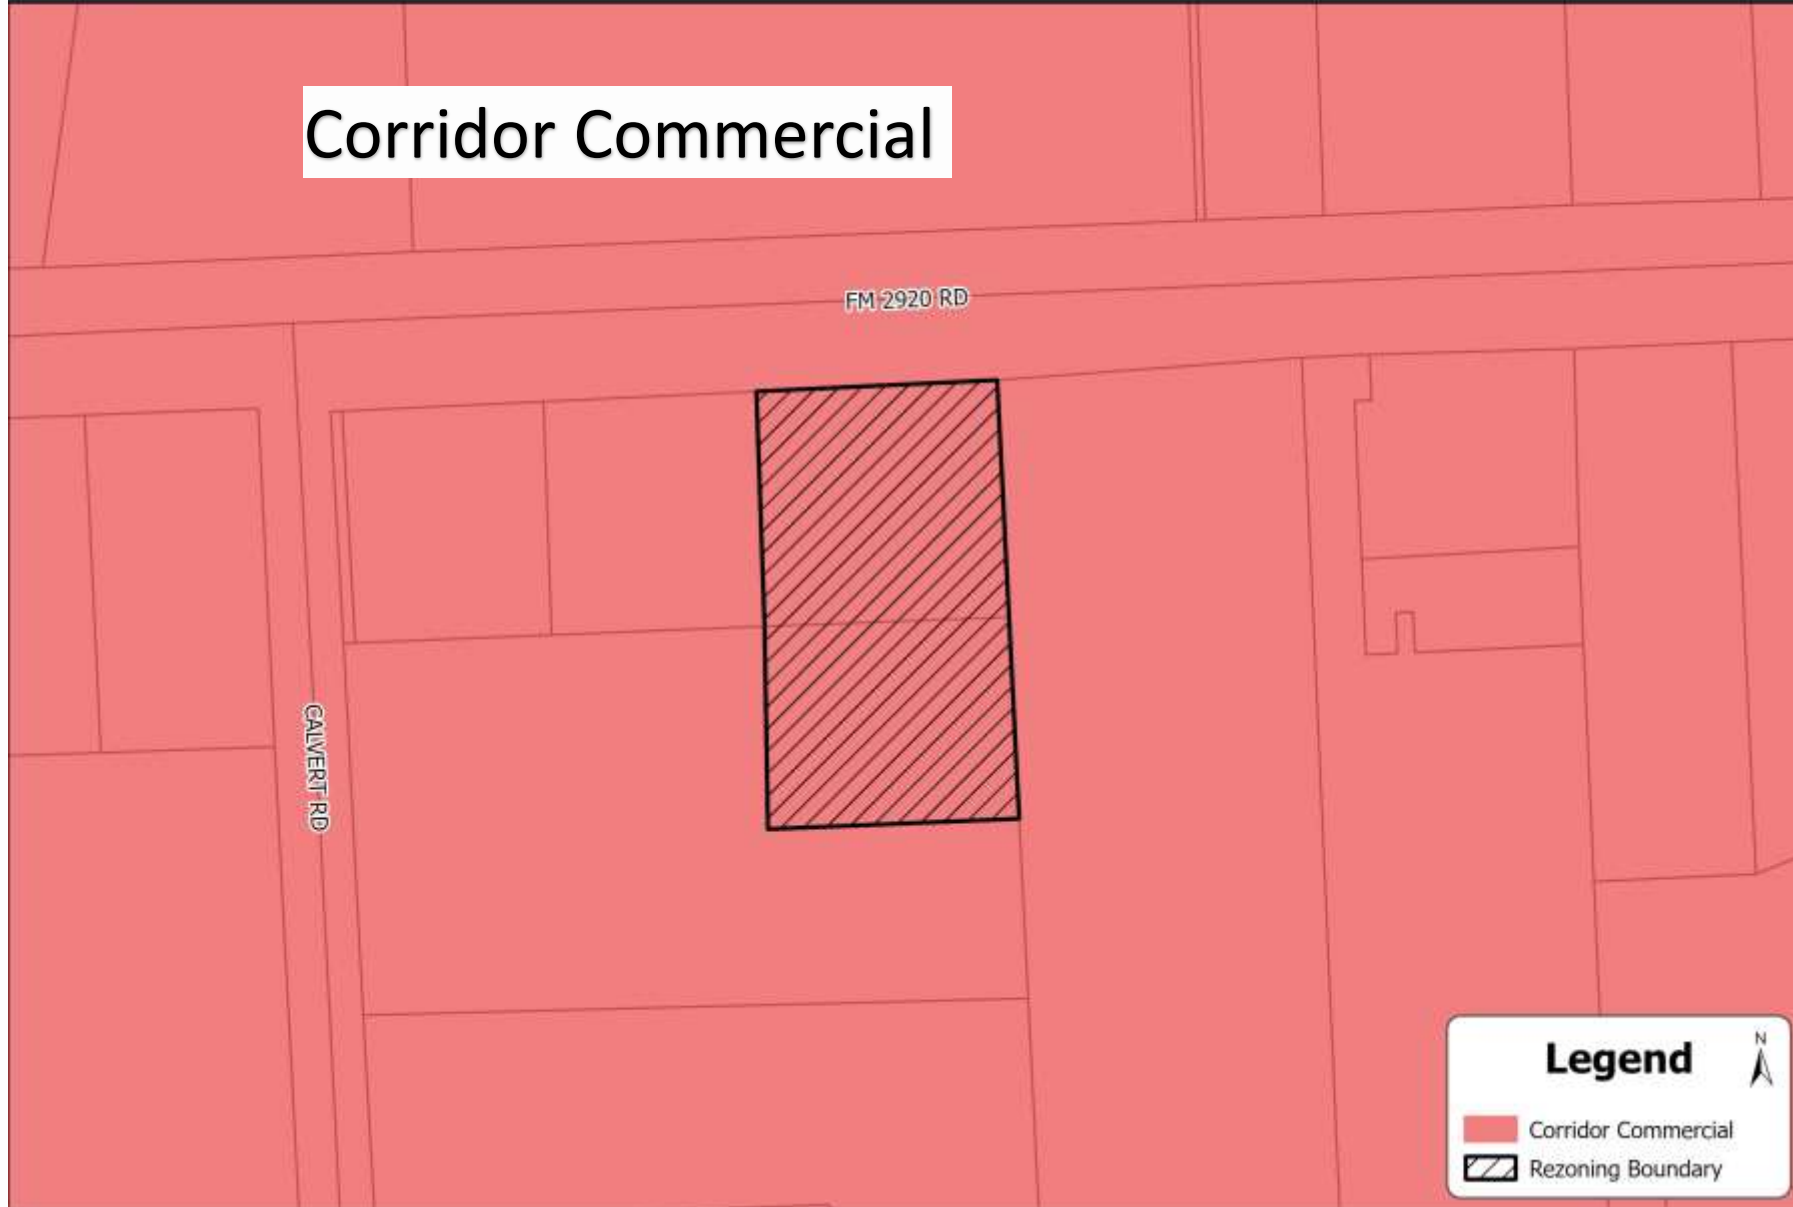 Corridor Commercial
FM 2920 RD
CALVERT RD
Legend
N
Corridor Commercial
Rezoning Boundary